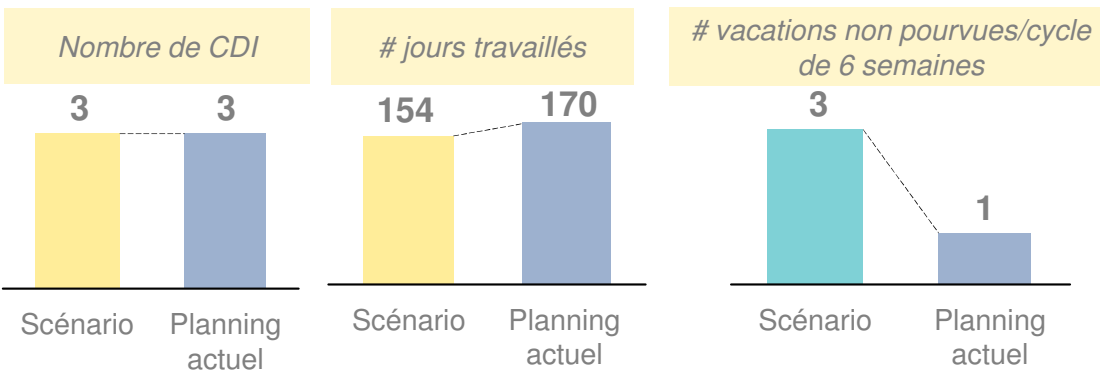 Nombre de CDI
3
3
Scénario
Planning
actuel
# jours travaillés
154
170
Scénario
Planning
actuel
# vacations non pourvues/cycle
de 6 semaines
3
1
Scénario
Planning
actuel